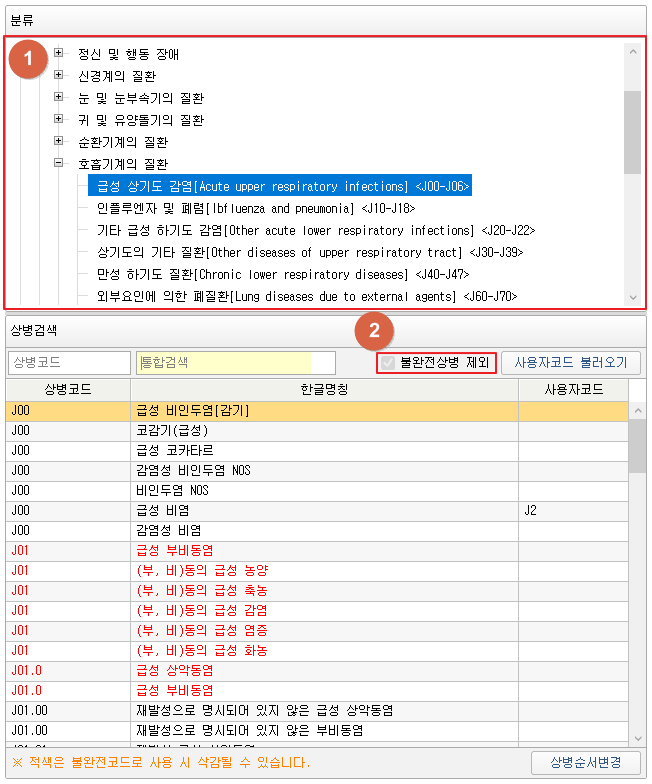 분류
1
정신 및 행동 장애
신경계의 질환
눈 및 눈부속기의 질환
귀 및 유양돌기의 질환
순환기계의 질환
호흡기계의 질환
급성 상기도 감염[Acute upper respiratory infections] <J00-J06>
인플루엔자 및 폐렴[Ibfluenza and pneumonia] <J10-J18>
기타 급성 하기도 감염[Other acute lower respiratory infections] <J20-J22>
상기도의 기타 질환[Other diseases of upper respiratory tract] <J30-J39>
만성 하기도 질환[Chronic lower respiratory diseases] <J40-J47>
외부요인에 의한 폐질환[Lung diseases due to external agents] <J60-J70>
상병검색
2
상병코드 통합검색 불완전상병 제외 사용자코드 불러오기
상병코드 한글명칭 사용자코드
J00 급성 비인두염[감기]
J00 코감기(급성)
J00 급성 코카타르
J00 감염성 비인두염 NOS
J00 비인두염 NOS
J00 급성 비염 J2
J00 감염성 비염
J01 급성 부비동염
J01 (부, 비)동의 급성 농양
J01 (부, 비)동의 급성 축농
J01 (부, 비)동의 급성 감염
J01 (부, 비)동의 급성 염증
J01 (부, 비)동의 급성 화농
J01.0 급성 상악동염
J01.0 급성 부비동염
J01.00 재발성으로 명시되어 있지 않은 급성 상악동염
J01.00 재발성으로 명시되어 있지 않은 부비동염
※ 적색은 불완전코드로 사용 시 삭감될 수 있습니다. 상병순서변경